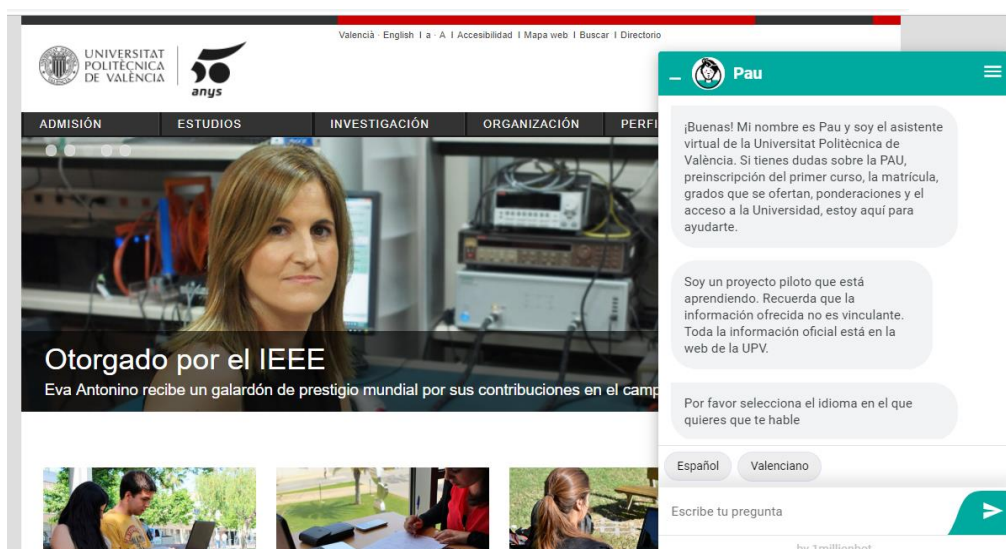 Valencià · English I a · A I Accesibilidad I Mapa web I Buscar I Directorio
UNIVERSITAT
POLITÈCNICA
DE VALÈNCIA
50
anys
ADMISIÓN ESTUDIOS INVESTIGACIÓN ORGANIZACIÓN PERFI
Otorgado por el IEEE
Eva Antonino recibe un galardón de prestigio mundial por sus contribuciones en el camp
Pau
¡Buenas! Mi nombre es Pau y soy el asistente
virtual de la Universitat Politècnica de
València. Si tienes dudas sobre la PAU,
preinscripción del primer curso, la matrícula,
grados que se ofertan, ponderaciones y el
acceso a la Universidad, estoy aquí para
ayudarte.
Soy un proyecto piloto que está
aprendiendo. Recuerda que la
información ofrecida no es vinculante.
Toda la información oficial está en la
web de la UPV.
Por favor selecciona el idioma en el que
quieres que te hable
Español Valenciano
Escribe tu pregunta
by 1millionbot